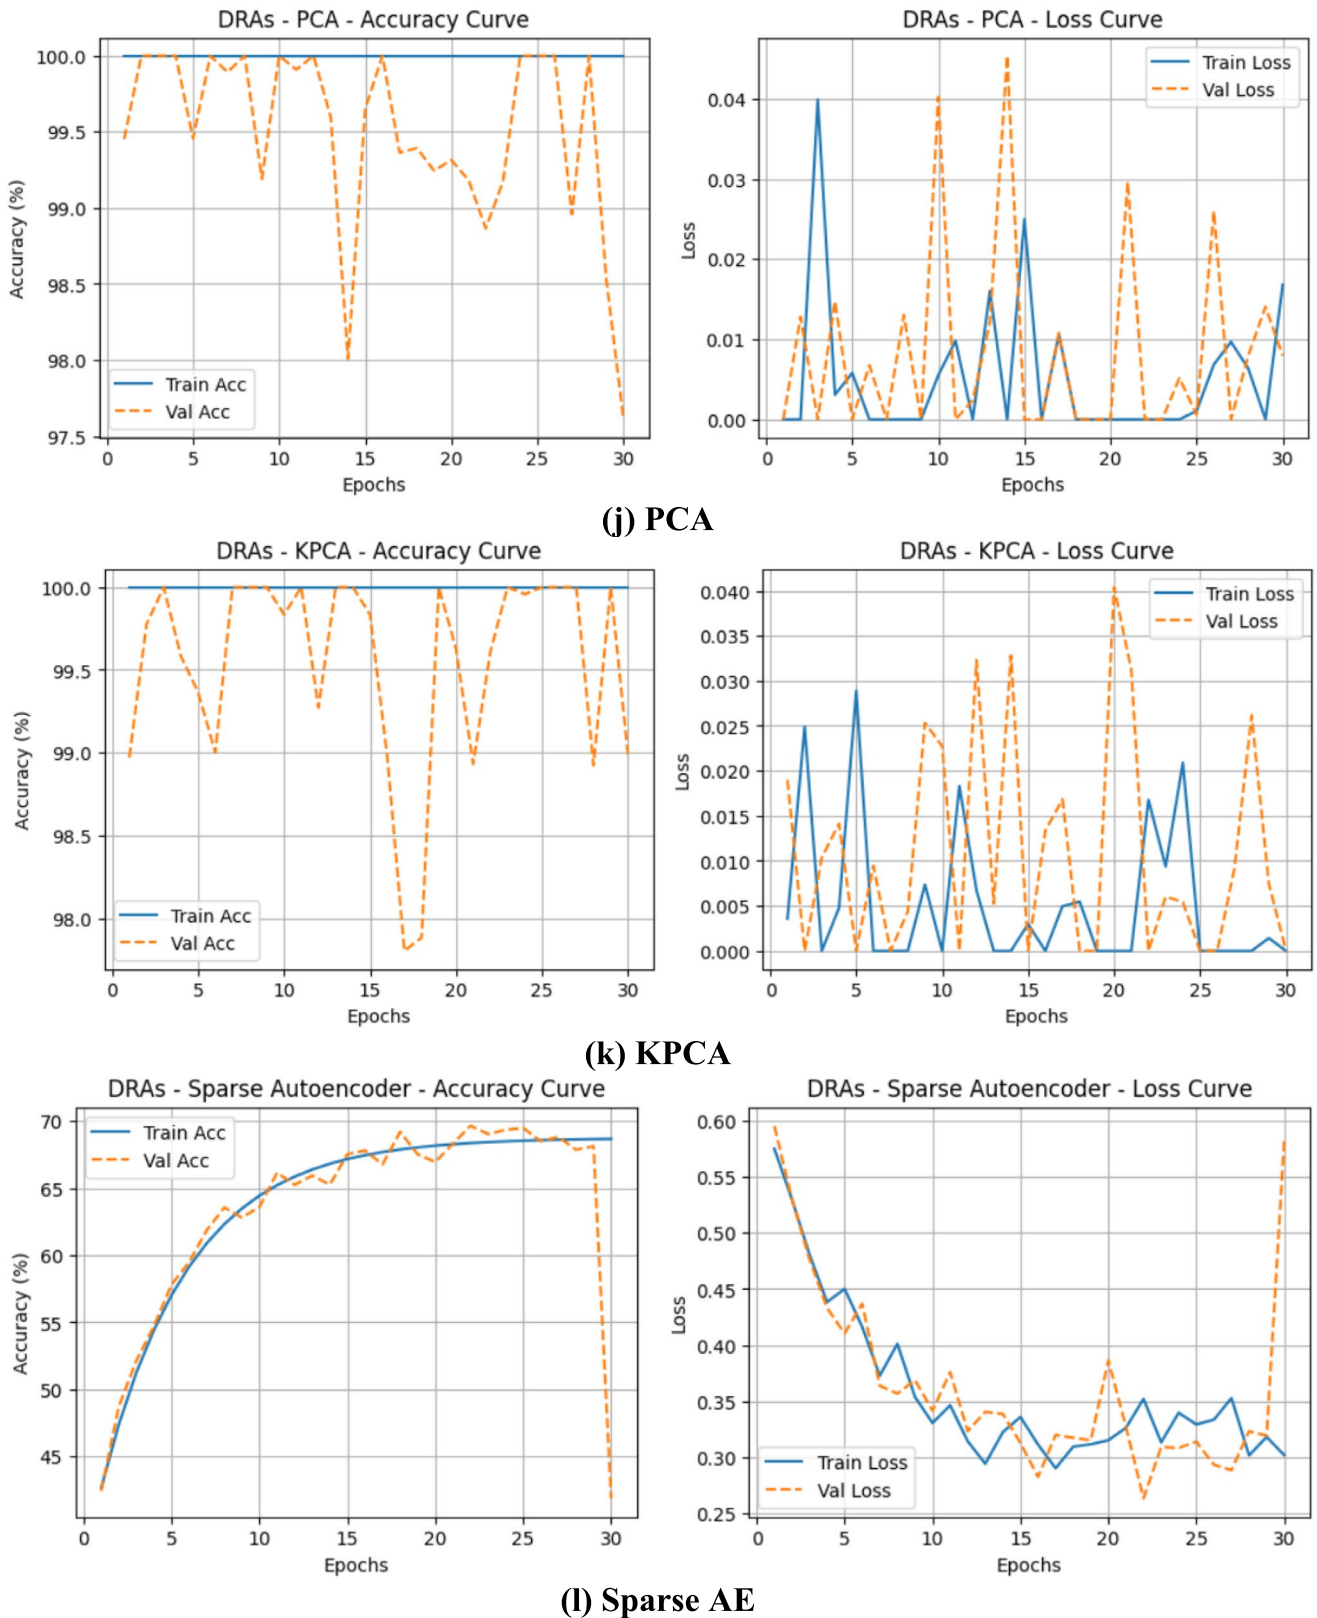 DRAs - PCA - Accuracy Curve
100.0
99.5
99.0
98.5
98.0
97.5
Accuracy (%)
Train Acc
Val Acc
0 5 10 15 20 25 30
Epochs
DRAs - PCA - Loss Curve
Train Loss
Val Loss
0.04
0.03
0.02
0.01
0.00
Loss
0 5 10 15 20 25 30
Epochs
(j) PCA
DRAs - KPCA - Accuracy Curve
100.0
99.5
99.0
98.5
98.0
Accuracy (%)
Train Acc
Val Acc
0 5 10 15 20 25 30
Epochs
DRAs - KPCA - Loss Curve
Train Loss
Val Loss
0.040
0.035
0.030
0.025
0.020
0.015
0.010
0.005
0.000
Loss
0 5 10 15 20 25 30
Epochs
(k) KPCA
DRAs - Sparse Autoencoder - Accuracy Curve
Train Acc
Val Acc
70
65
60
55
50
45
Accuracy (%)
0 5 10 15 20 25 30
Epochs
DRAs - Sparse Autoencoder - Loss Curve
0.60
0.55
0.50
0.45
0.40
0.35
0.30
0.25
Loss
Train Loss
Val Loss
0 5 10 15 20 25 30
Epochs
(l) Sparse AE